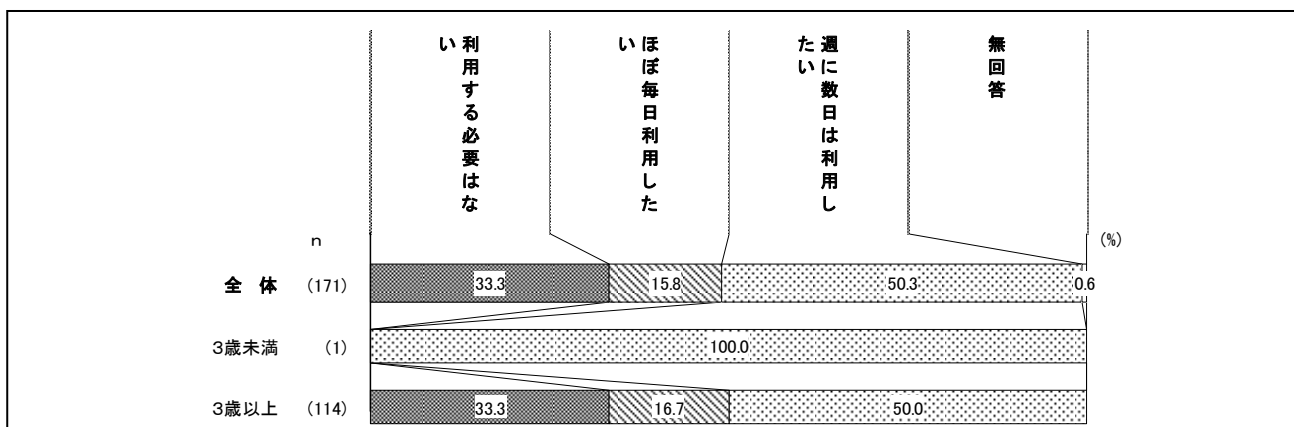 利用する必要はな
い
ほぼ毎日利用した
い
週に数日は利用し
たい
無回答
n
(%)
全 体 (171) 33.3 15.8 50.3 0.6
3歳未満 (1) 100.0
3歳以上 (114) 33.3 16.7 50.0